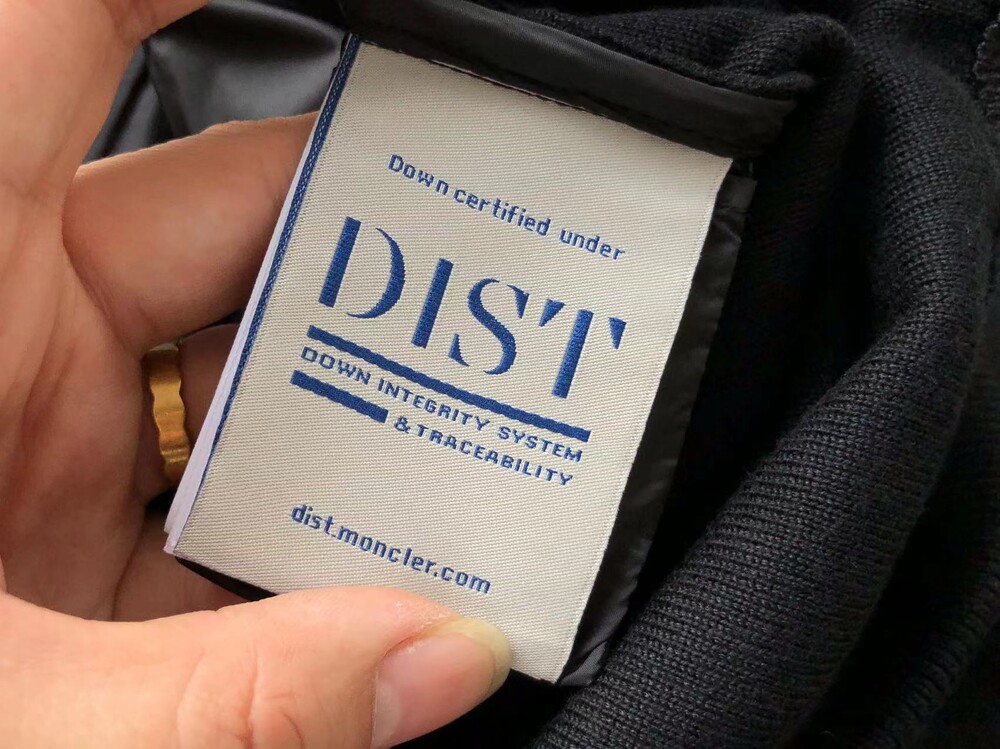 Down certified under
DIST
DOWN INTEGRITY SYSTEM
& TRACEABILITY
dist.moncler.com